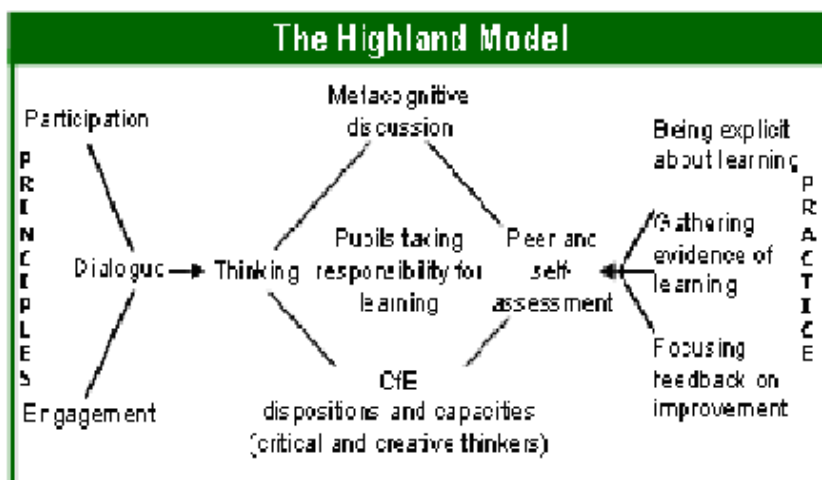 The Highland Model
PRINCIPLES
Participation
Dialogue
Engagement
Thinking
Metacognitive
discussion
Pupils taking
responsibility for
learning
Peer and
self-
assessment
CfE
dispositions and capacities
(critical and creative thinkers)
Being explicit
about learning
Gathering
evidence of
learning
Focusing
feedback on
improvement
PRACTICE